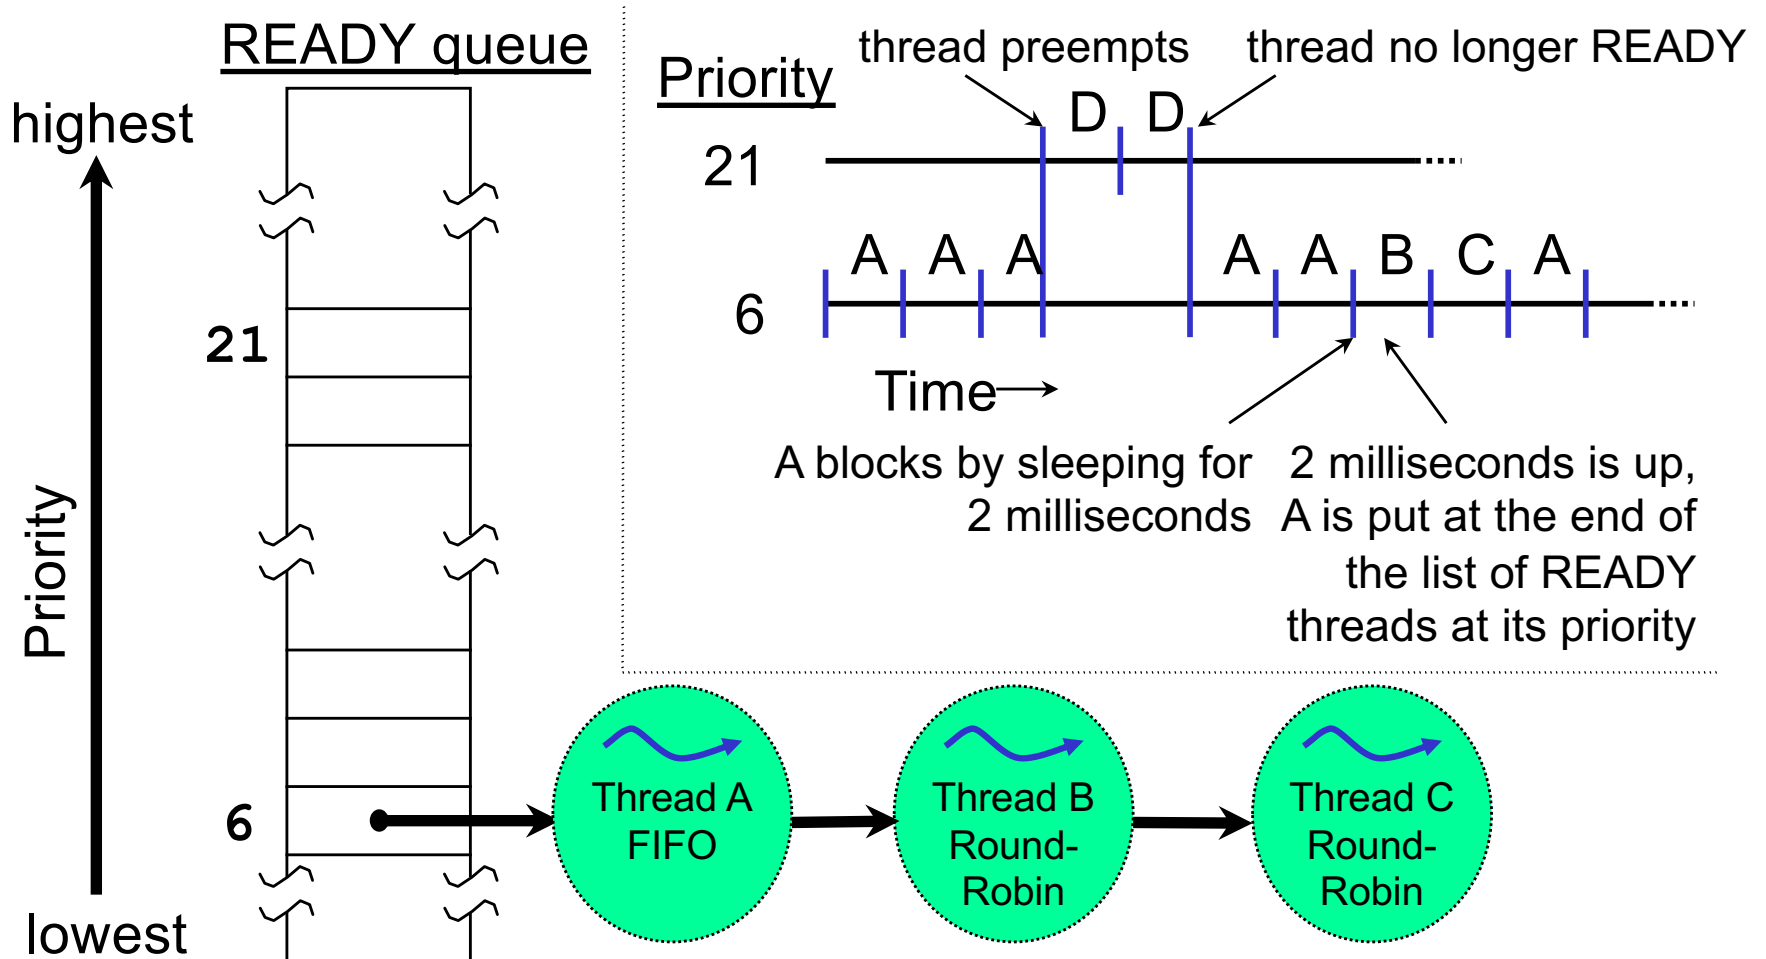 READY queue
highest
Priority
lowest
21
6
thread preempts
thread no longer READY
Priority
D D
21
A A A A A B C A
6
Time
A blocks by sleeping for
2 milliseconds
2 milliseconds is up,
A is put at the end of
the list of READY
threads at its priority
Thread A
FIFO
Thread B
Round-
Robin
Thread C
Round-
Robin